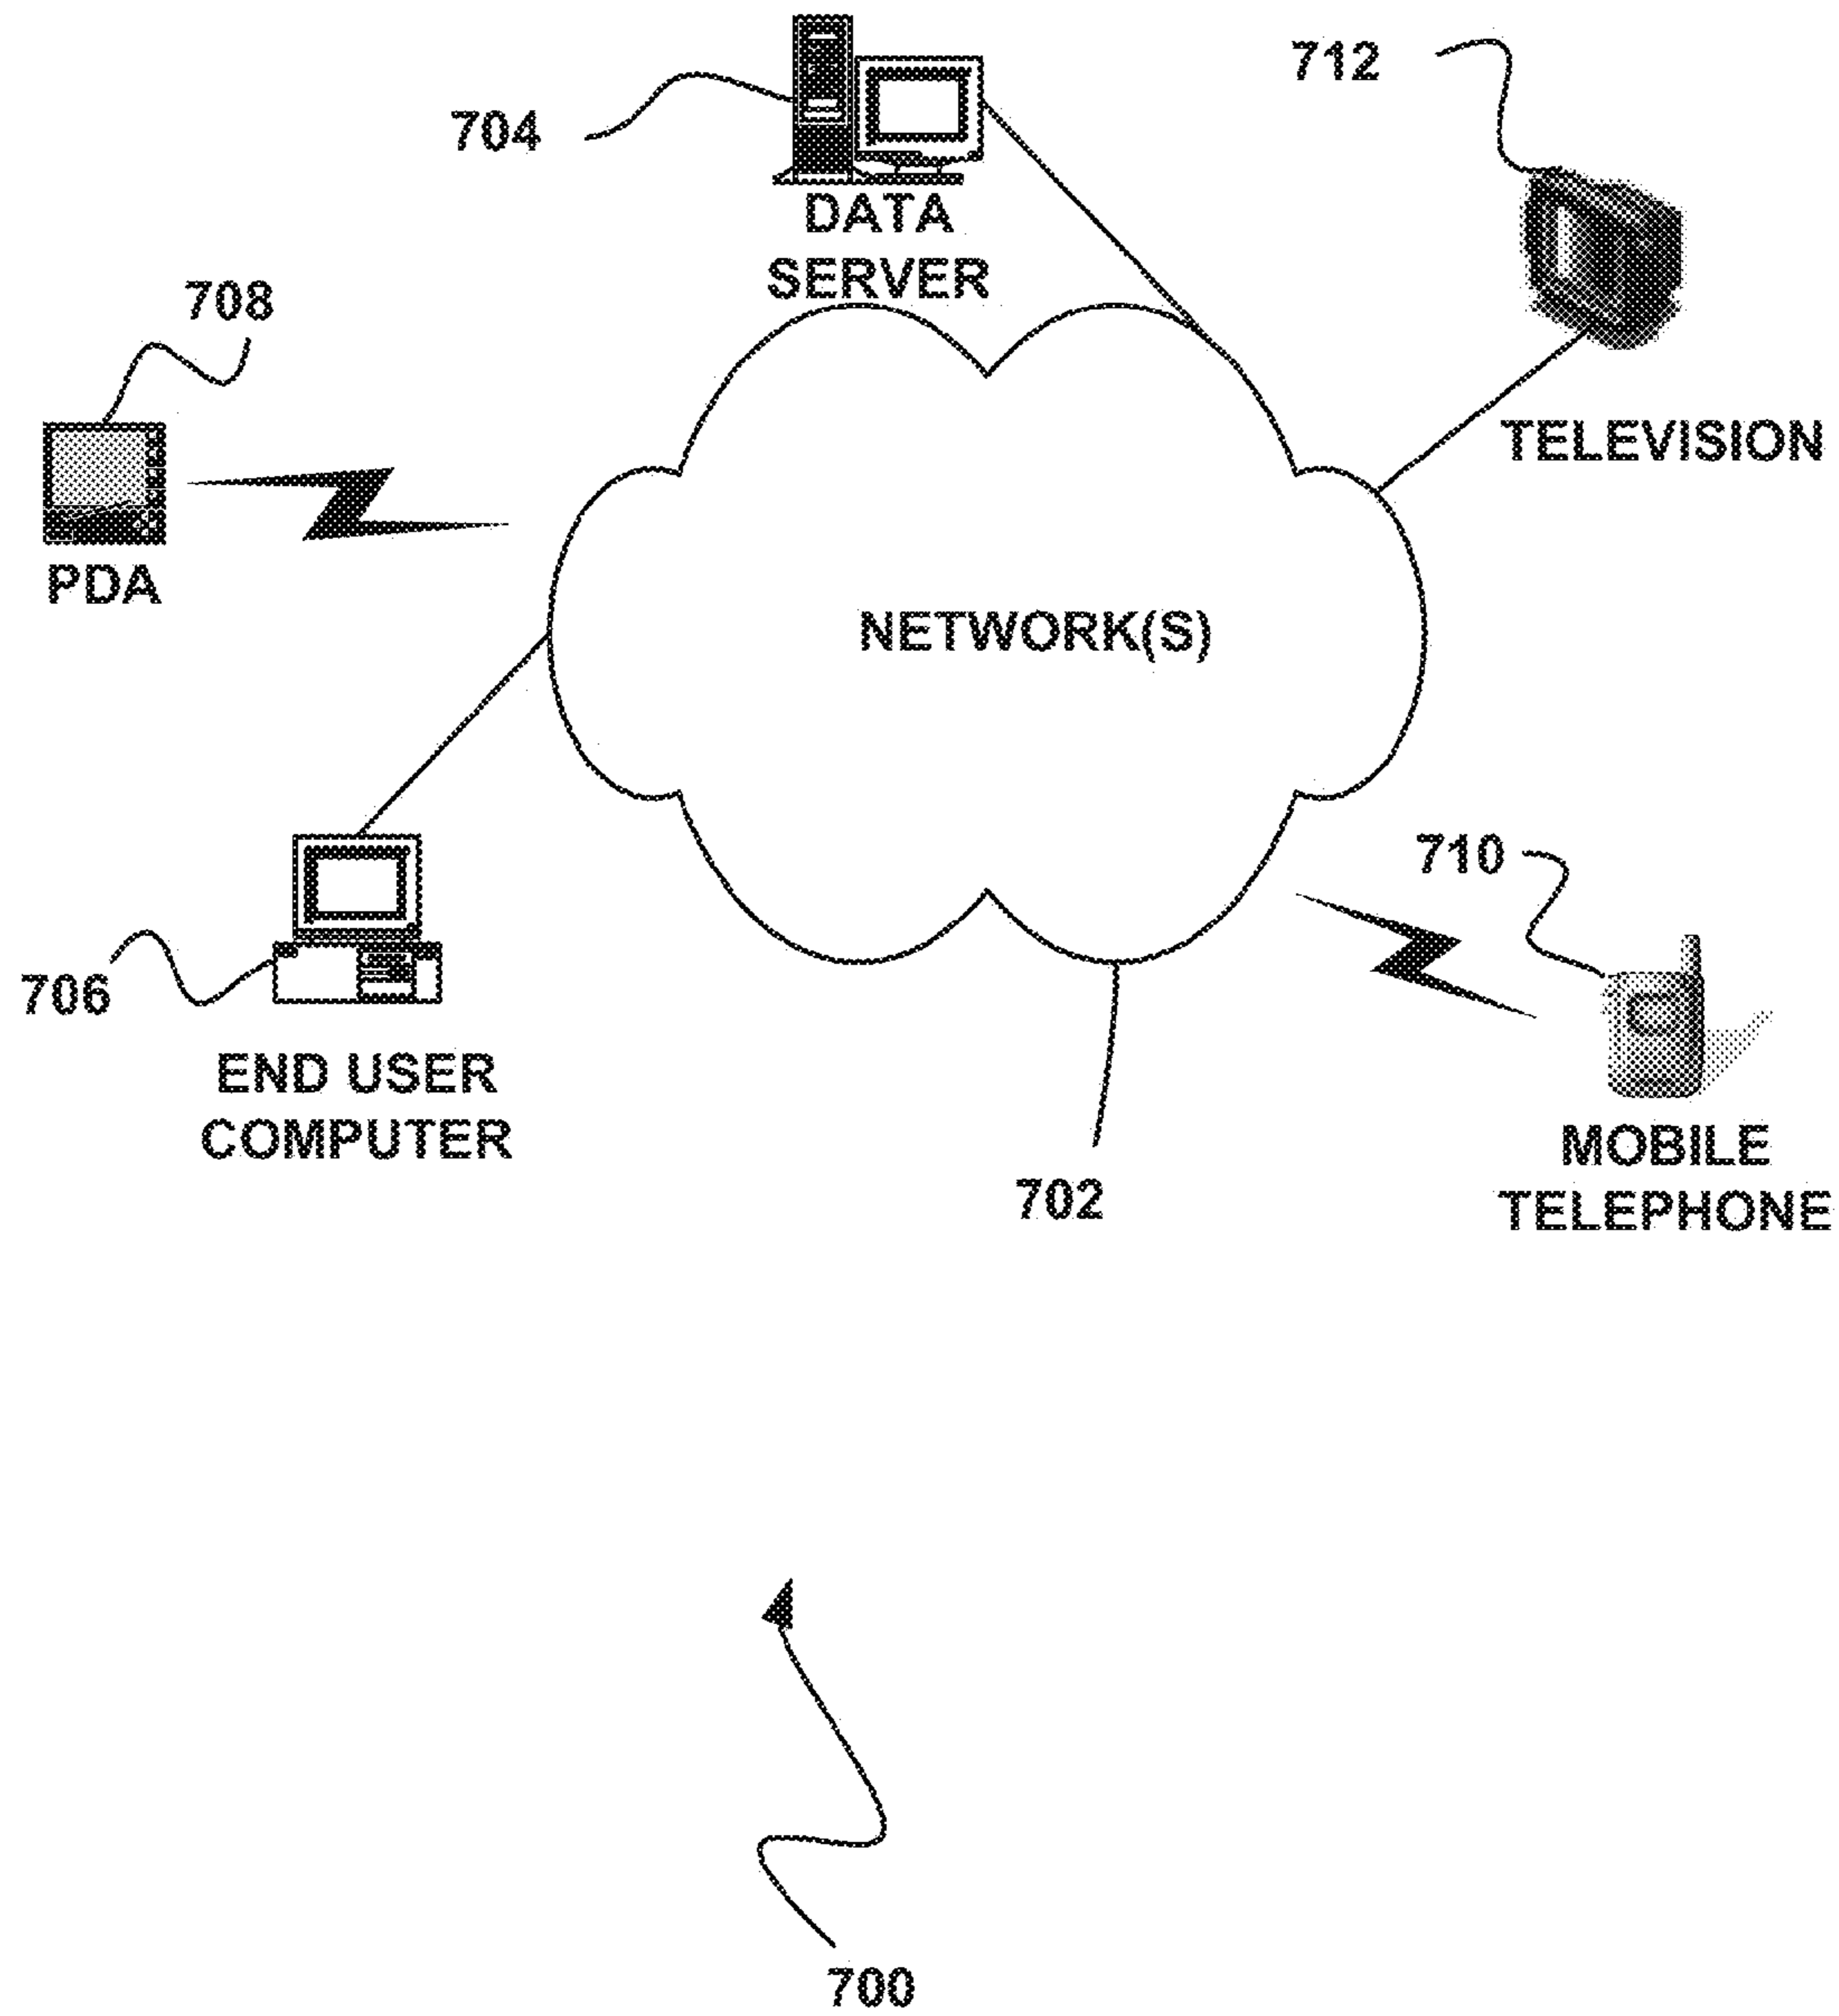 712
704
DATA
SERVER
708
TELEVISION
PDA
NETWORK(S)
710
706
END USER
COMPUTER
MOBILE
TELEPHONE
702
700